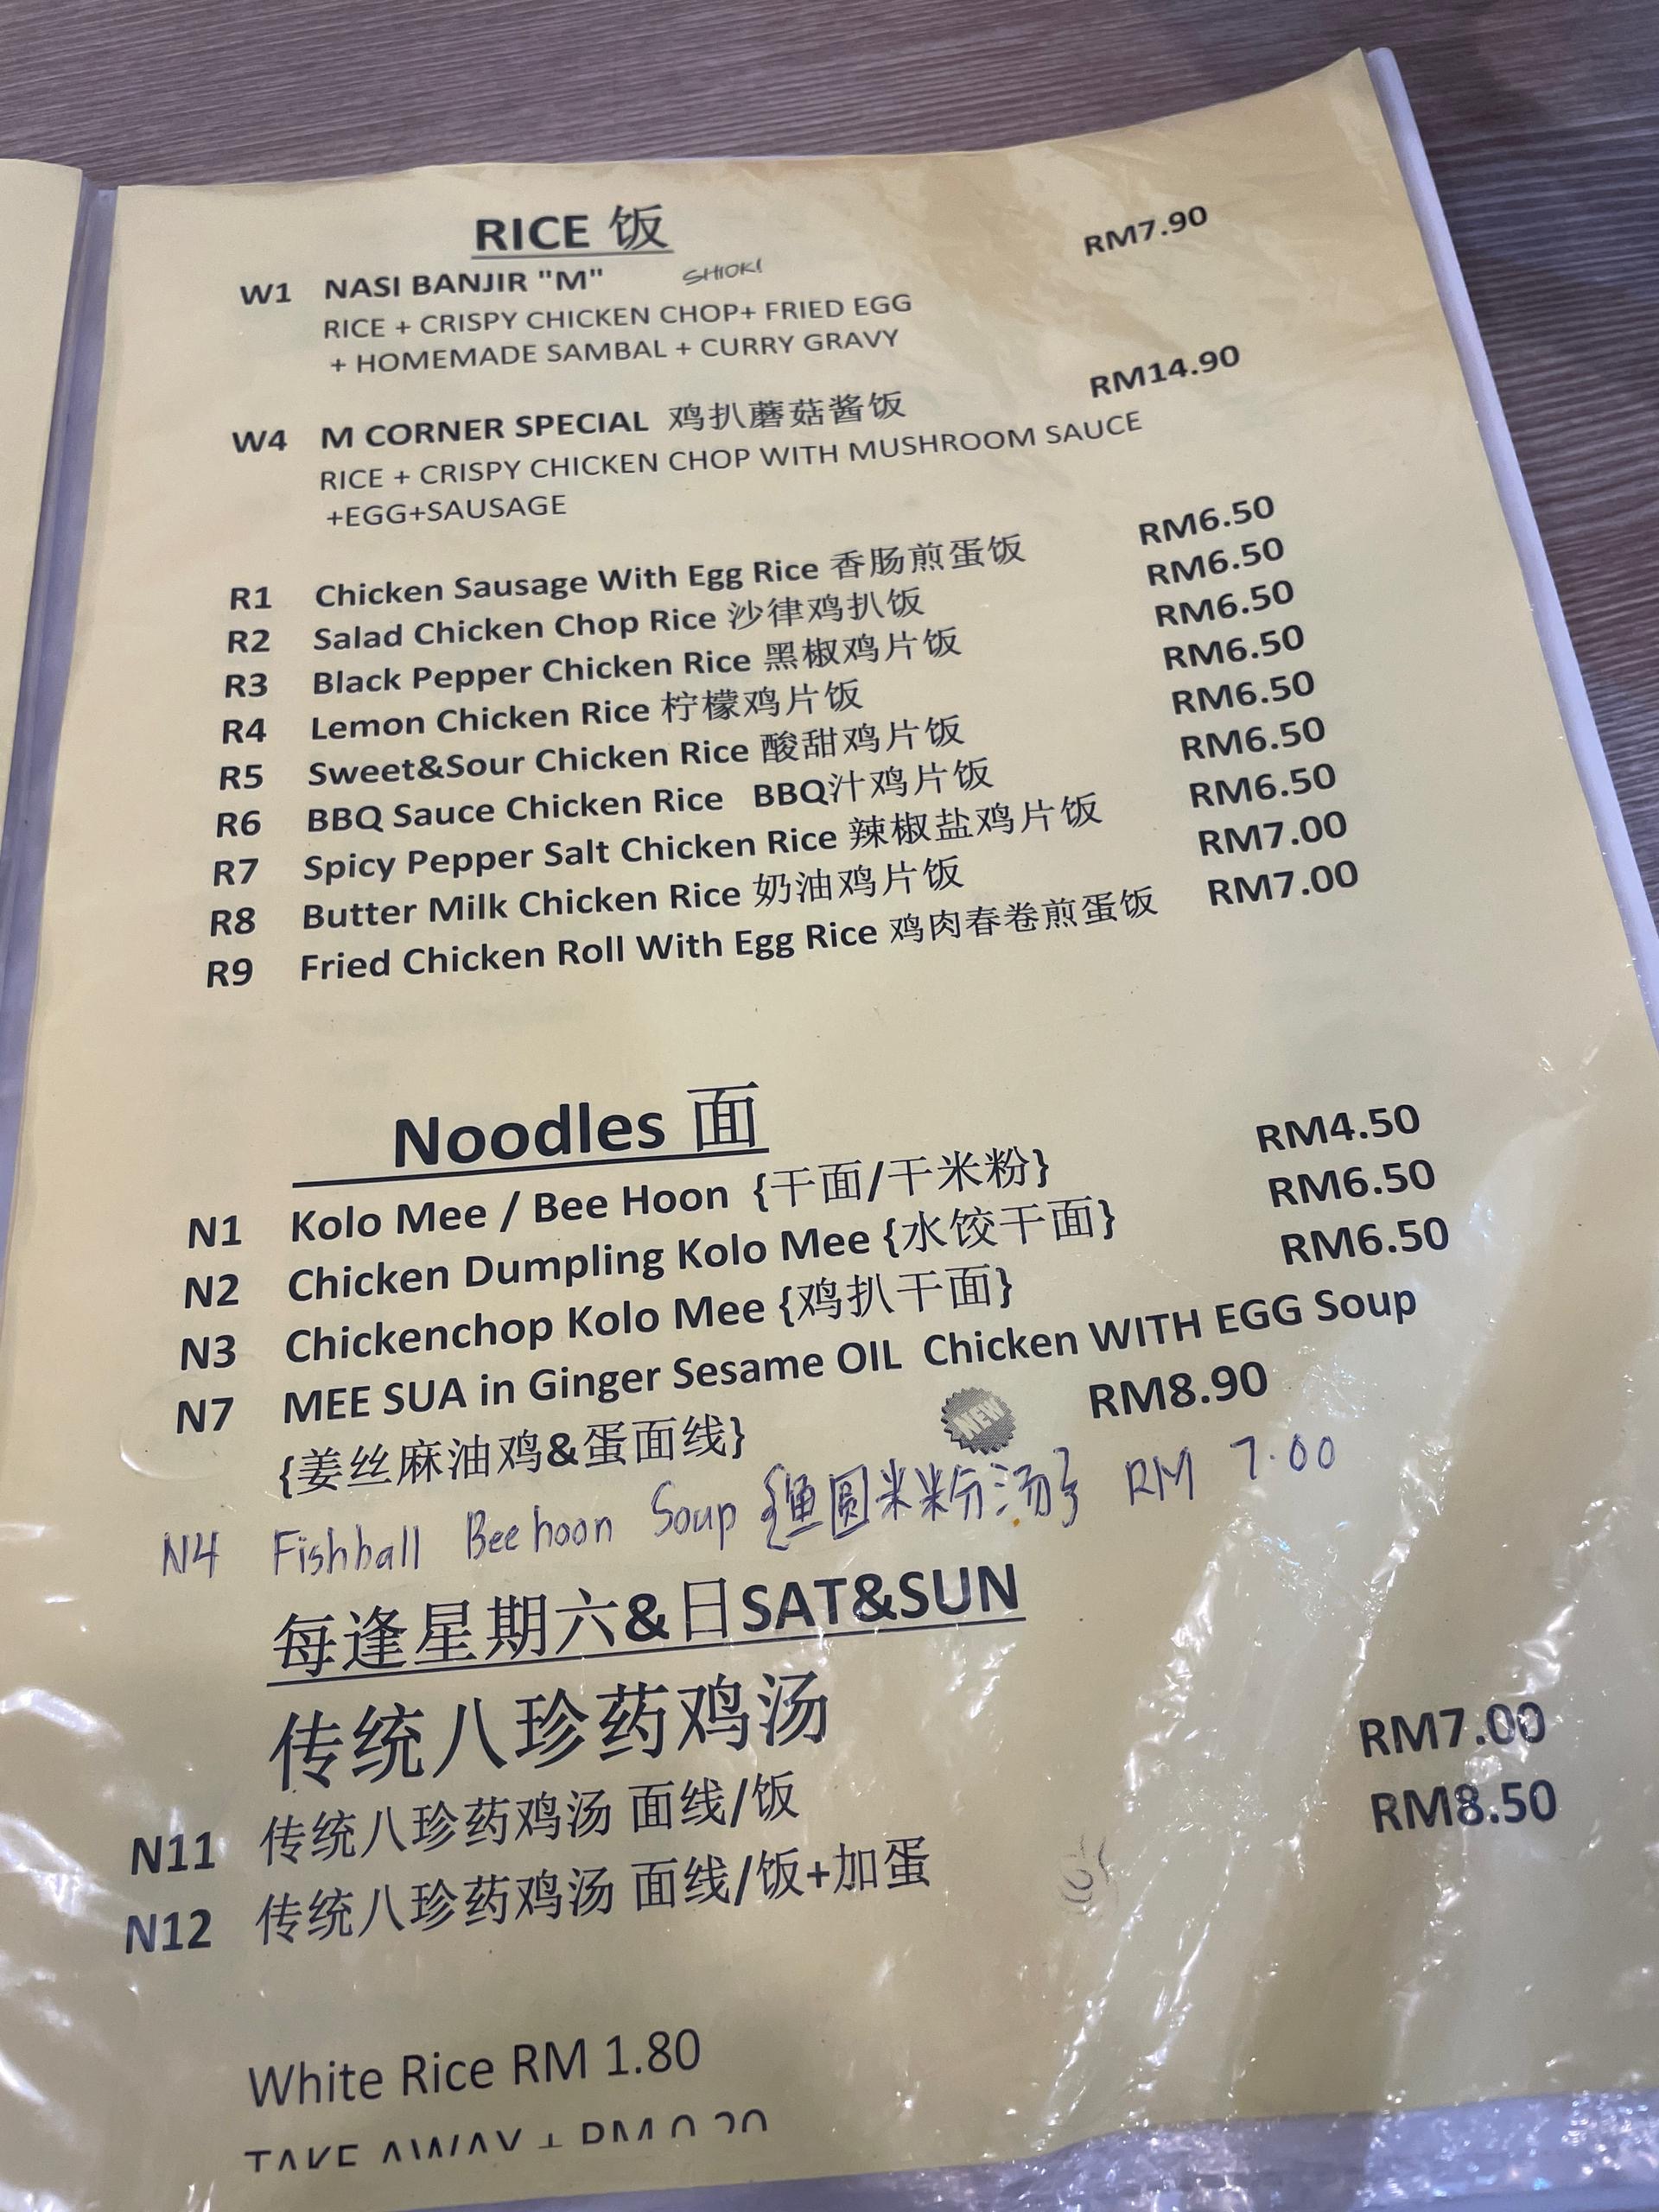 RICE 饭
W1 NASI BANJIR "M" SHIOK! RM7.90
RICE + CRISPY CHICKEN CHOP+ FRIED EGG
+ HOMEMADE SAMBAL + CURRY GRAVY
W4 M CORNER SPECIAL 鸡扒蘑菇酱饭 RM14.90
RICE + CRISPY CHICKEN CHOP WITH MUSHROOM SAUCE
+EGG+SAUSAGE
R1 Chicken Sausage With Egg Rice 香肠煎蛋饭 RM6.50
R2 Salad Chicken Chop Rice 沙律鸡扒饭 RM6.50
R3 Black Pepper Chicken Rice 黑椒鸡片饭 RM6.50
R4 Lemon Chicken Rice 柠檬鸡片饭 RM6.50
R5 Sweet&Sour Chicken Rice 酸甜鸡片饭 RM6.50
R6 BBQ Sauce Chicken Rice BBQ汁鸡片饭 RM6.50
R7 Spicy Pepper Salt Chicken Rice 辣椒盐鸡片饭 RM6.50
R8 Butter Milk Chicken Rice 奶油鸡片饭 RM7.00
R9 Fried Chicken Roll With Egg Rice 鸡肉春卷煎蛋饭 RM7.00
Noodles 面
N1 Kolo Mee / Bee Hoon {干面/干米粉} RM4.50
N2 Chicken Dumpling Kolo Mee {水饺干面} RM6.50
N3 Chickenchop Kolo Mee {鸡扒干面} RM6.50
N7 MEE SUA in Ginger Sesame OIL Chicken WITH EGG Soup
{姜丝麻油鸡&蛋面线} NEW RM8.90
N4 Fishball Bee hoon Soup {鱼圆米粉汤} RM 7.00
每逢星期六&日SAT&SUN
传统八珍药鸡汤
N11 传统八珍药鸡汤 面线/饭 RM7.00
N12 传统八珍药鸡汤 面线/饭+加蛋 RM8.50
White Rice RM 1.80
TAKE AWAY + RM 0.20